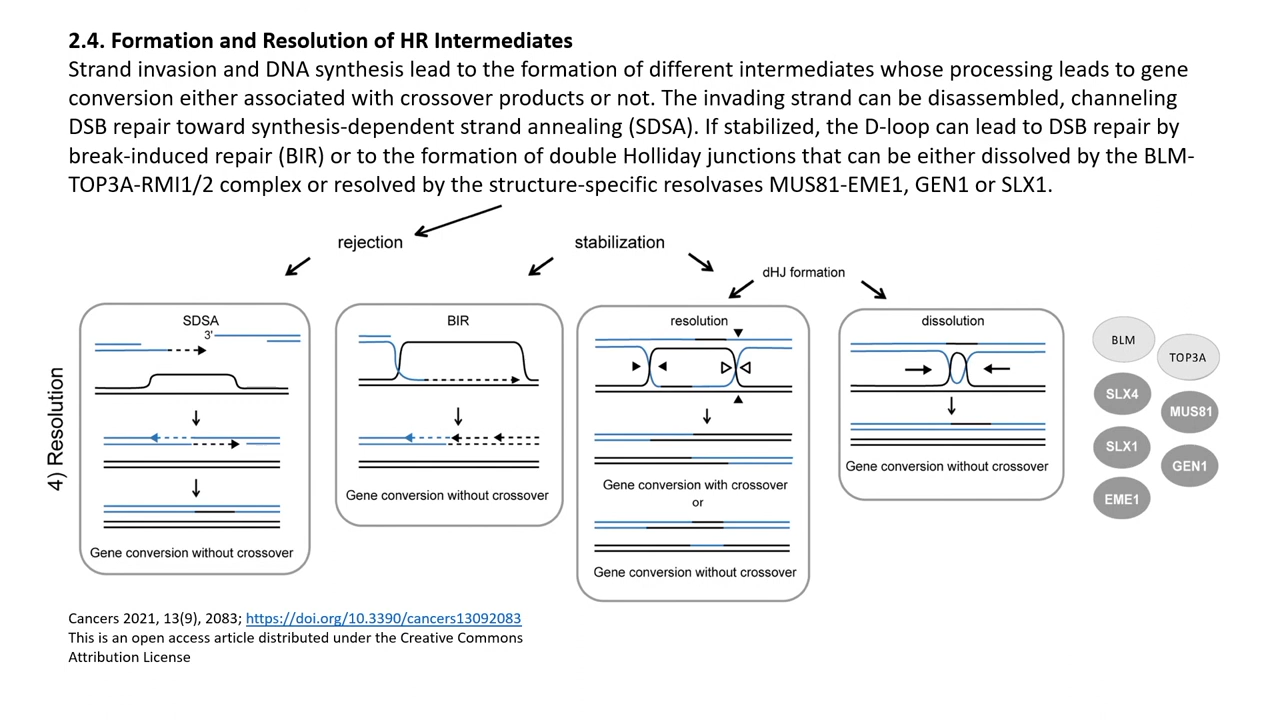 2.4. Formation and Resolution of HR Intermediates
Strand invasion and DNA synthesis lead to the formation of different intermediates whose processing leads to gene
conversion either associated with crossover products or not. The invading strand can be disassembled, channeling
DSB repair toward synthesis-dependent strand annealing (SDSA). If stabilized, the D-loop can lead to DSB repair by
break-induced repair (BIR) or to the formation of double Holliday junctions that can be either dissolved by the BLM-
TOP3A-RMI1/2 complex or resolved by the structure-specific resolvases MUS81-EME1, GEN1 or SLX1.
rejection
stabilization
dHJ formation
4) Resolution
SDSA
3'
Gene conversion without crossover
BIR
Gene conversion without crossover
resolution
Gene conversion with crossover
or
Gene conversion without crossover
dissolution
Gene conversion without crossover
BLM
TOP3A
SLX4
MUS81
SLX1
GEN1
EME1
Cancers 2021, 13(9), 2083; https://doi.org/10.3390/cancers13092083
This is an open access article distributed under the Creative Commons
Attribution License